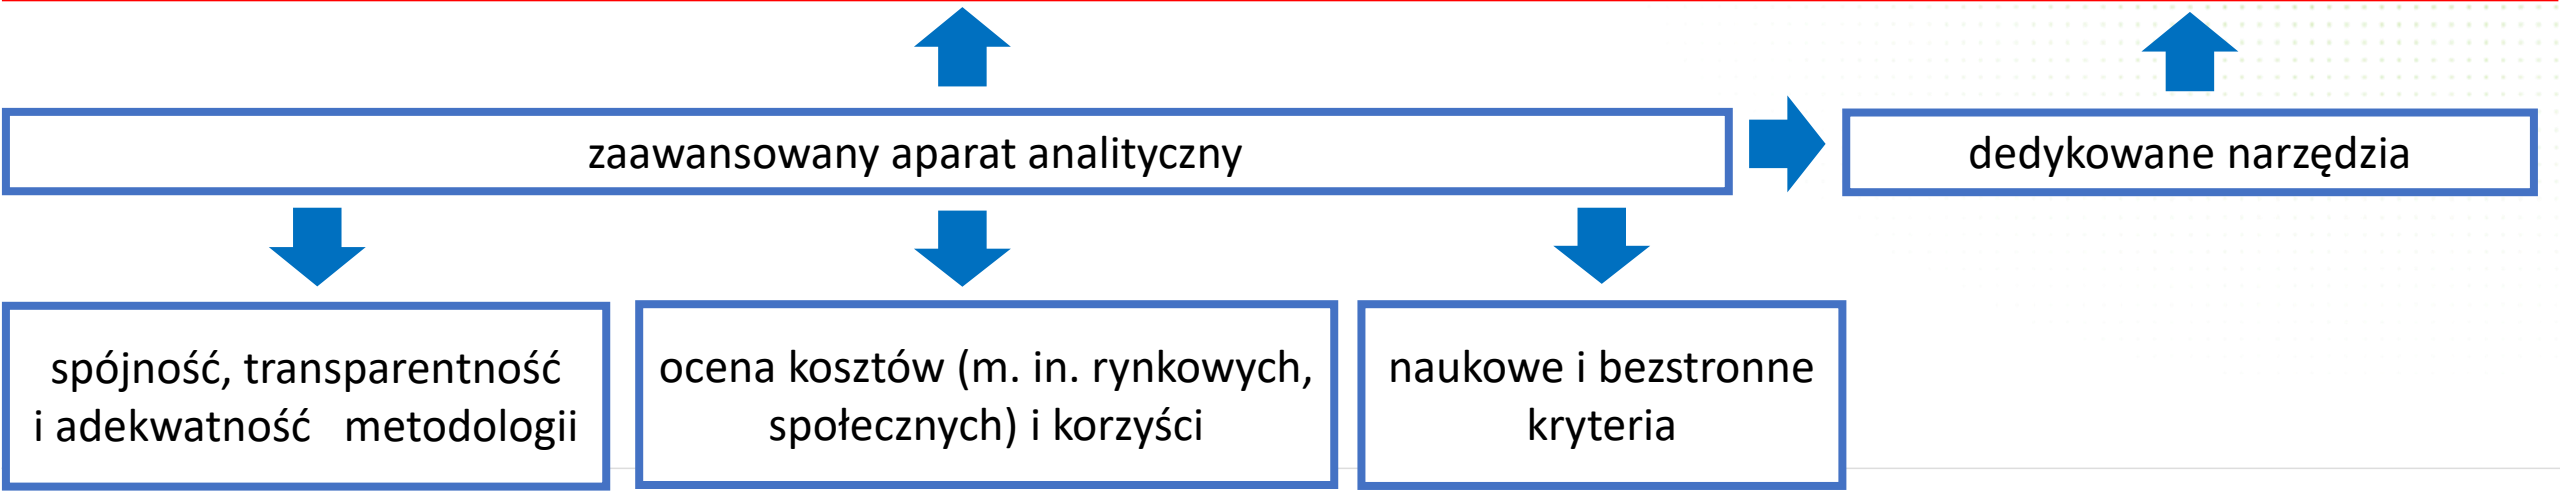 zaawansowany aparat analityczny
dedykowane narzędzia
spójność, transparentność
i adekwatność metodologii
ocena kosztów (m. in. rynkowych,
społecznych) i korzyści
naukowe i bezstronne
kryteria